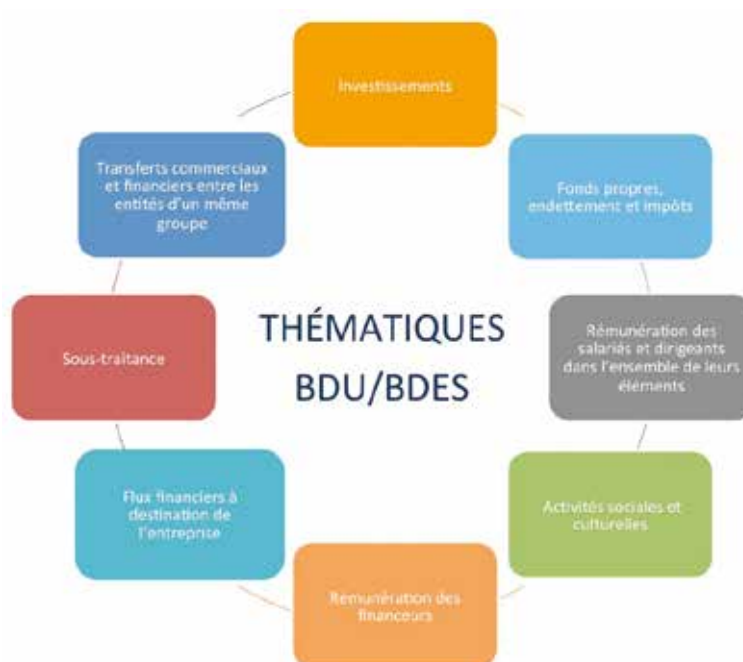 Investissements
Transferts commerciaux
et financiers entre les
entités d'un même
groupe
Fonds propres,
endettement et impôts
THÉMATIQUES
BDU/BDES
Sous-traitance
Rémunération des
salariés et dirigeants
dans l'ensemble de leurs
éléments
Flux financiers à
destination de
l'entreprise
Activités sociales et
culturelles
Rémunération des
financeurs